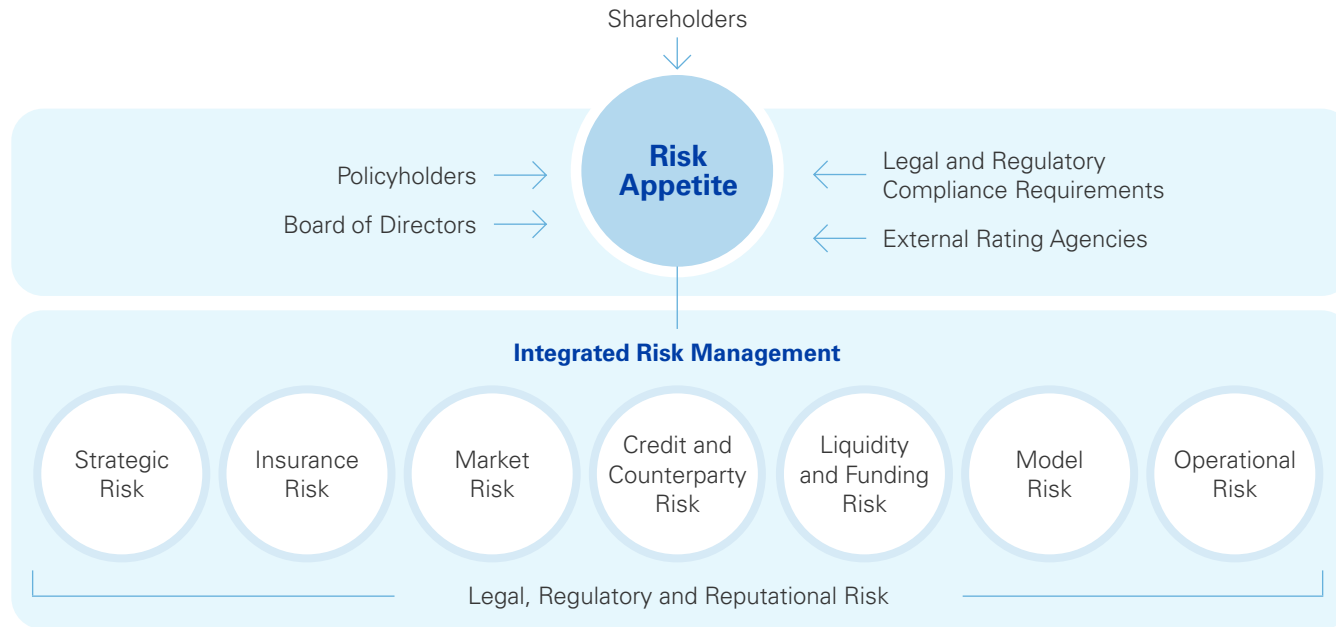 Shareholders
Risk
Appetite
Policyholders
Board of Directors
Legal and Regulatory
Compliance Requirements
External Rating Agencies
Integrated Risk Management
Strategic
Risk
Insurance
Risk
Market
Risk
Credit and
Counterparty
Risk
Liquidity
and Funding
Risk
Model
Risk
Operational
Risk
Legal, Regulatory and Reputational Risk